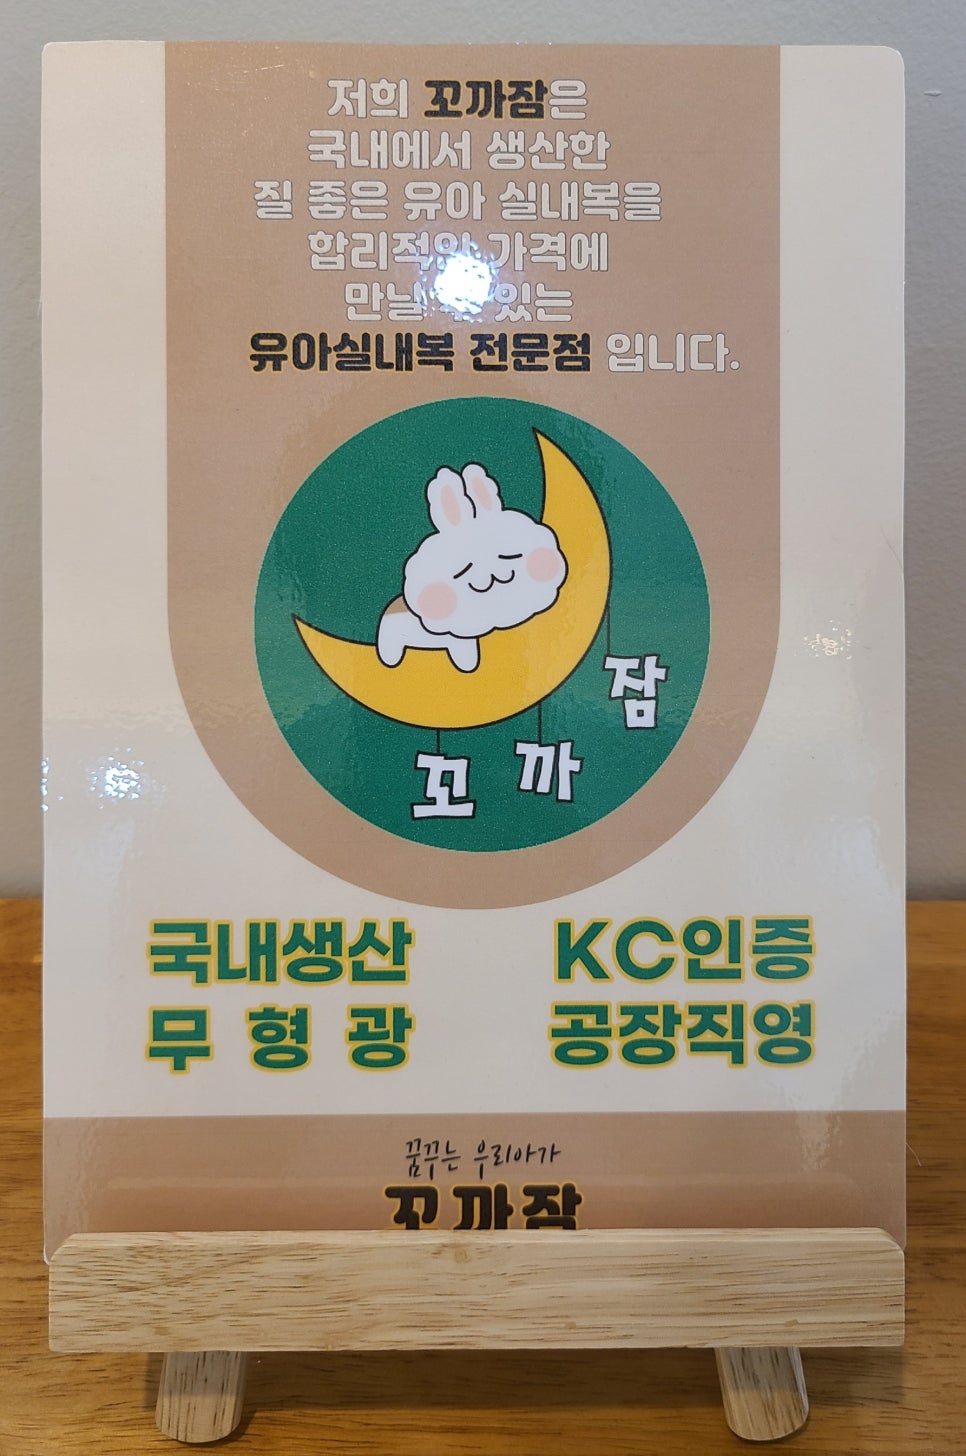 저희 꼬까잠은
국내에서 생산한
질 좋은 유아 실내복을
합리적인 가격에
만날 있는
유아실내복 전문점 입니다.
꼬 까 잠
국내생산 KC인증
무 형 광 공장직영
꿈꾸는 우리아가
꼬까잠